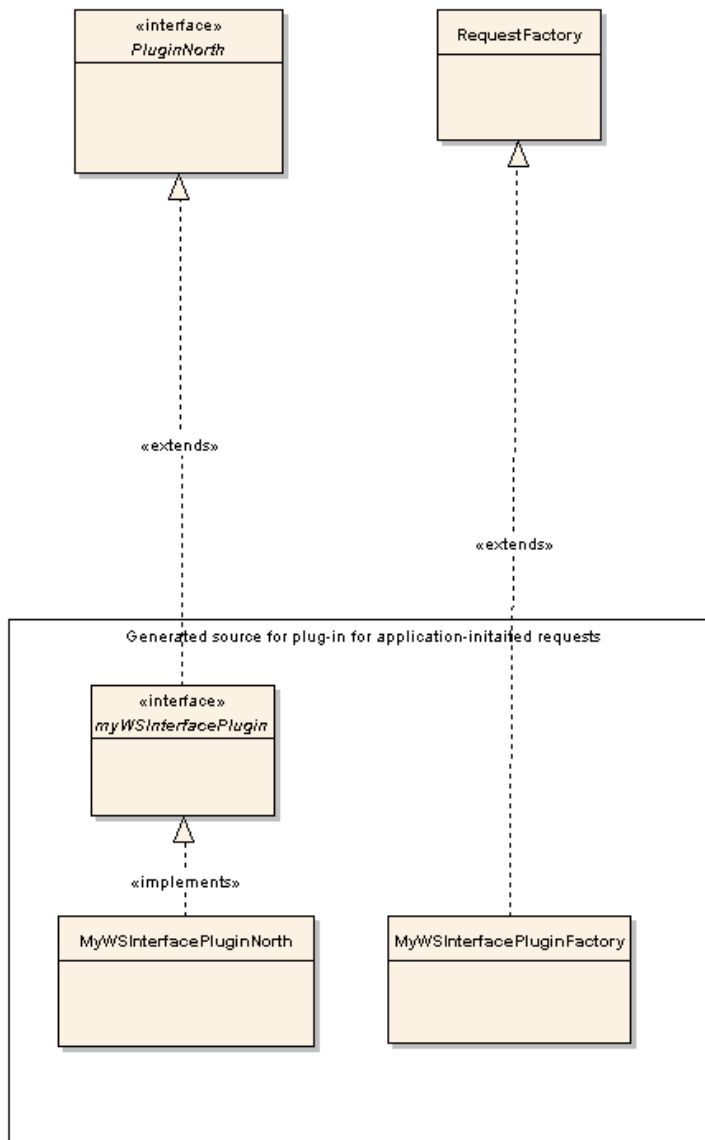 «interface»
PluginNorth
RequestFactory
«extends»
«extends»
Generated source for plug-in for application-initaited requests
«interface»
myWSInterfacePlugin
«implements»
MyWSInterfacePluginNorth
MyWSInterfacePluginFactory